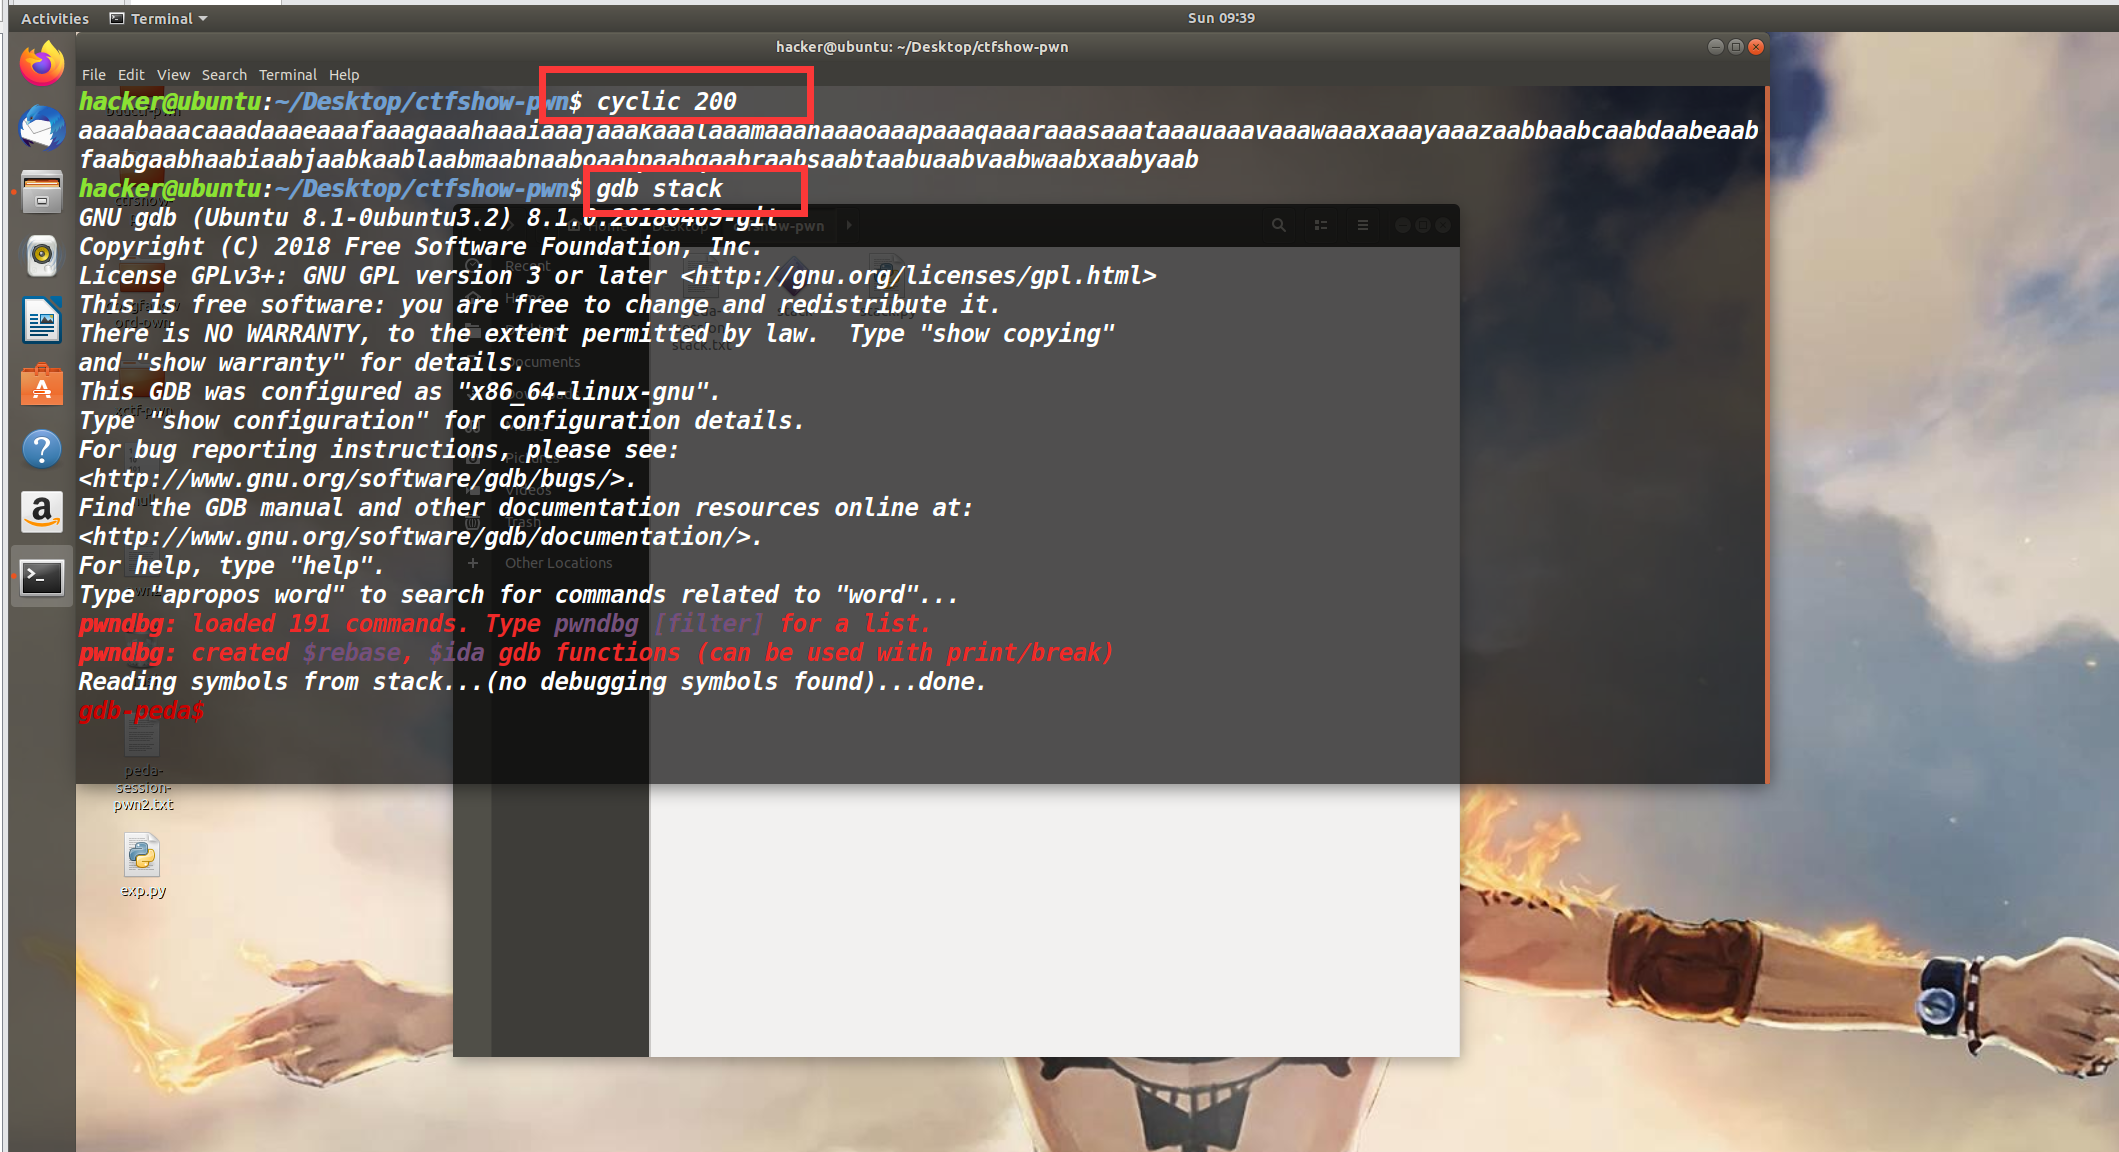 Activities
Terminal
Sun 09:39
hacker@ubuntu: ~/Desktop/ctfshow-pwn
File Edit View Search Terminal Help
hacker@ubuntu:~/Desktop/ctfshow-pwn$ cyclic 200
aaaabaaacaaadaaaeaaafaaagaaahaaaiaaajaaakaaalaaamaaanaaaoaaapaaaqaaaraaasaaataaauaaavaaawaaaxaaayaaazaabbaabcaabdaabeaab
faabgaabhaabiaabjaabkaablaabmaabnaaboaabpaabqaabraabsaabtaabuaabvaabwaabxaabyaab
hacker@ubuntu:~/Desktop/ctfshow-pwn$ gdb stack
GNU gdb (Ubuntu 8.1-0ubuntu3.2) 8.1.0.20180409-git
Copyright (C) 2018 Free Software Foundation, Inc.
License GPLv3+: GNU GPL version 3 or later <http://gnu.org/licenses/gpl.html>
This is free software: you are free to change and redistribute it.
There is NO WARRANTY, to the extent permitted by law.  Type "show copying"
and "show warranty" for details.
This GDB was configured as "x86_64-linux-gnu".
Type "show configuration" for configuration details.
For bug reporting instructions, please see:
<http://www.gnu.org/software/gdb/bugs/>.
Find the GDB manual and other documentation resources online at:
<http://www.gnu.org/software/gdb/documentation/>.
For help, type "help".
Type "apropos word" to search for commands related to "word"...
pwndbg: loaded 191 commands. Type pwndbg [filter] for a list.
pwndbg: created $rebase, $ida gdb functions (can be used with print/break)
Reading symbols from stack...(no debugging symbols found)...done.
gdb-peda$
Home
Desktop
Recent
Documents
Pictures
Videos
Trash
Other Locations
peda-
session-
pwn2.txt
exp.py